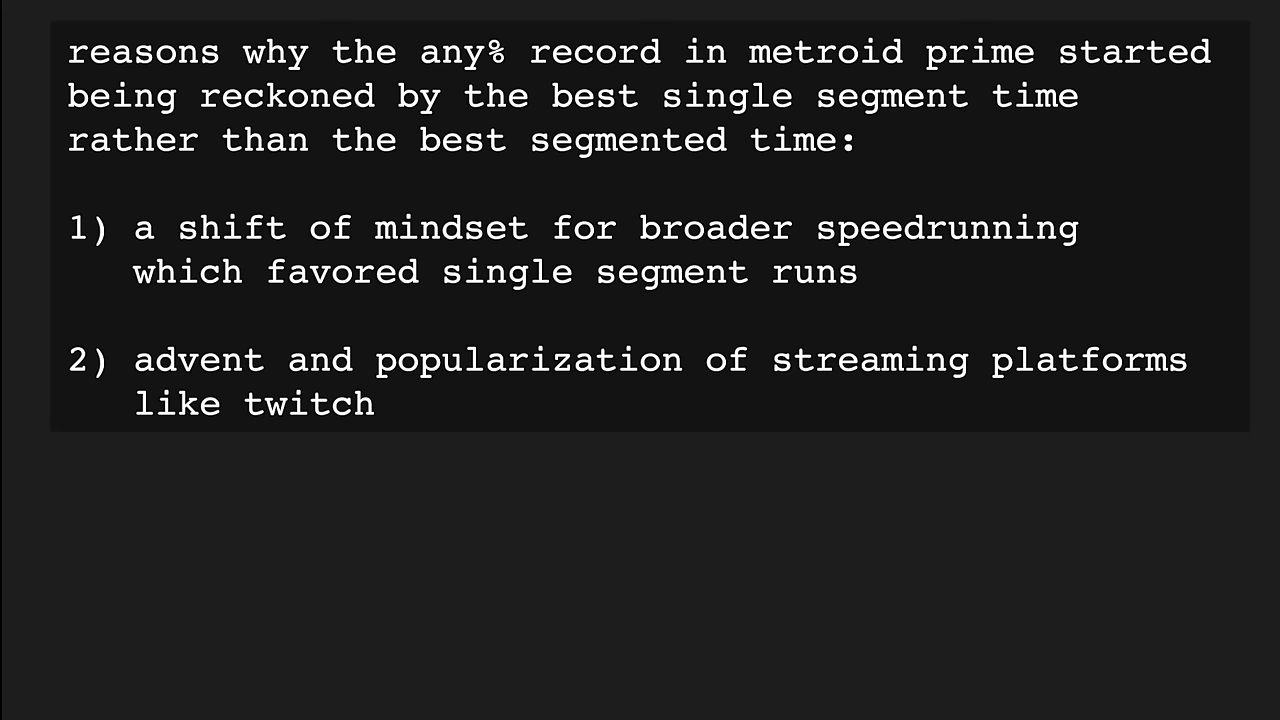 reasons why the any% record in metroid prime started
being reckoned by the best single segment time
rather than the best segmented time:
1) a shift of mindset for broader speedrunning
which favored single segment runs
2) advent and popularization of streaming platforms
like twitch